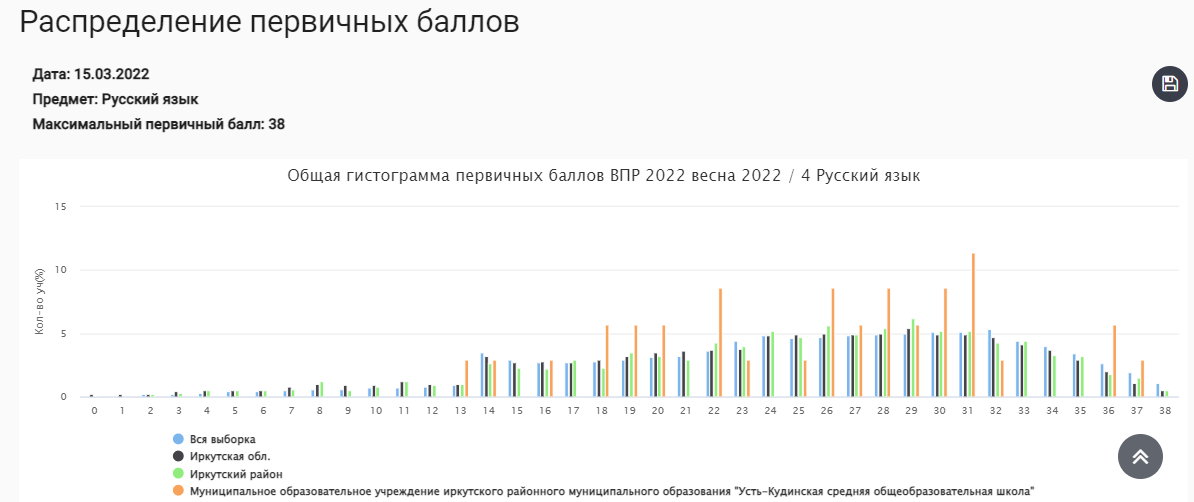 Распределение первичных баллов
Дата: 15.03.2022
Предмет: Русский язык
Максимальный первичный балл: 38
Общая гистограмма первичных баллов ВПР 2022 весна 2022 / 4 Русский язык
15
10
5
0
Кол-во уч(%)
0 1 2 3 4 5 6 7 8 9 10 11 12 13 14 15 16 17 18 19 20 21 22 23 24 25 26 27 28 29 30 31 32 33 34 35 36 37 38
Вся выборка
Иркутская обл.
Иркутский район
Муниципальное образовательное учреждение иркутского районного муниципального образования "Усть-Кудинская средняя общеобразовательная школа"